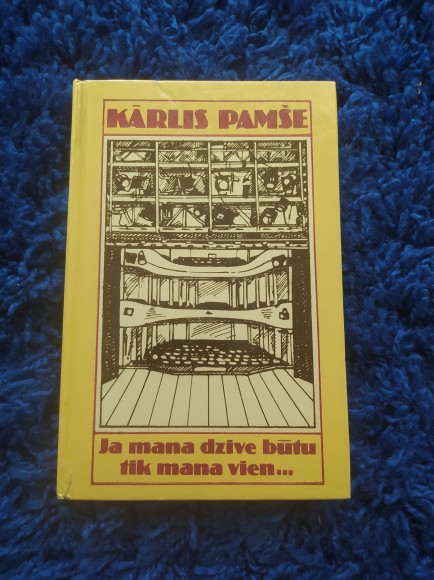 KĀRLIS PAMŠE
Ja mana dzīve būtu
tik mana vien...